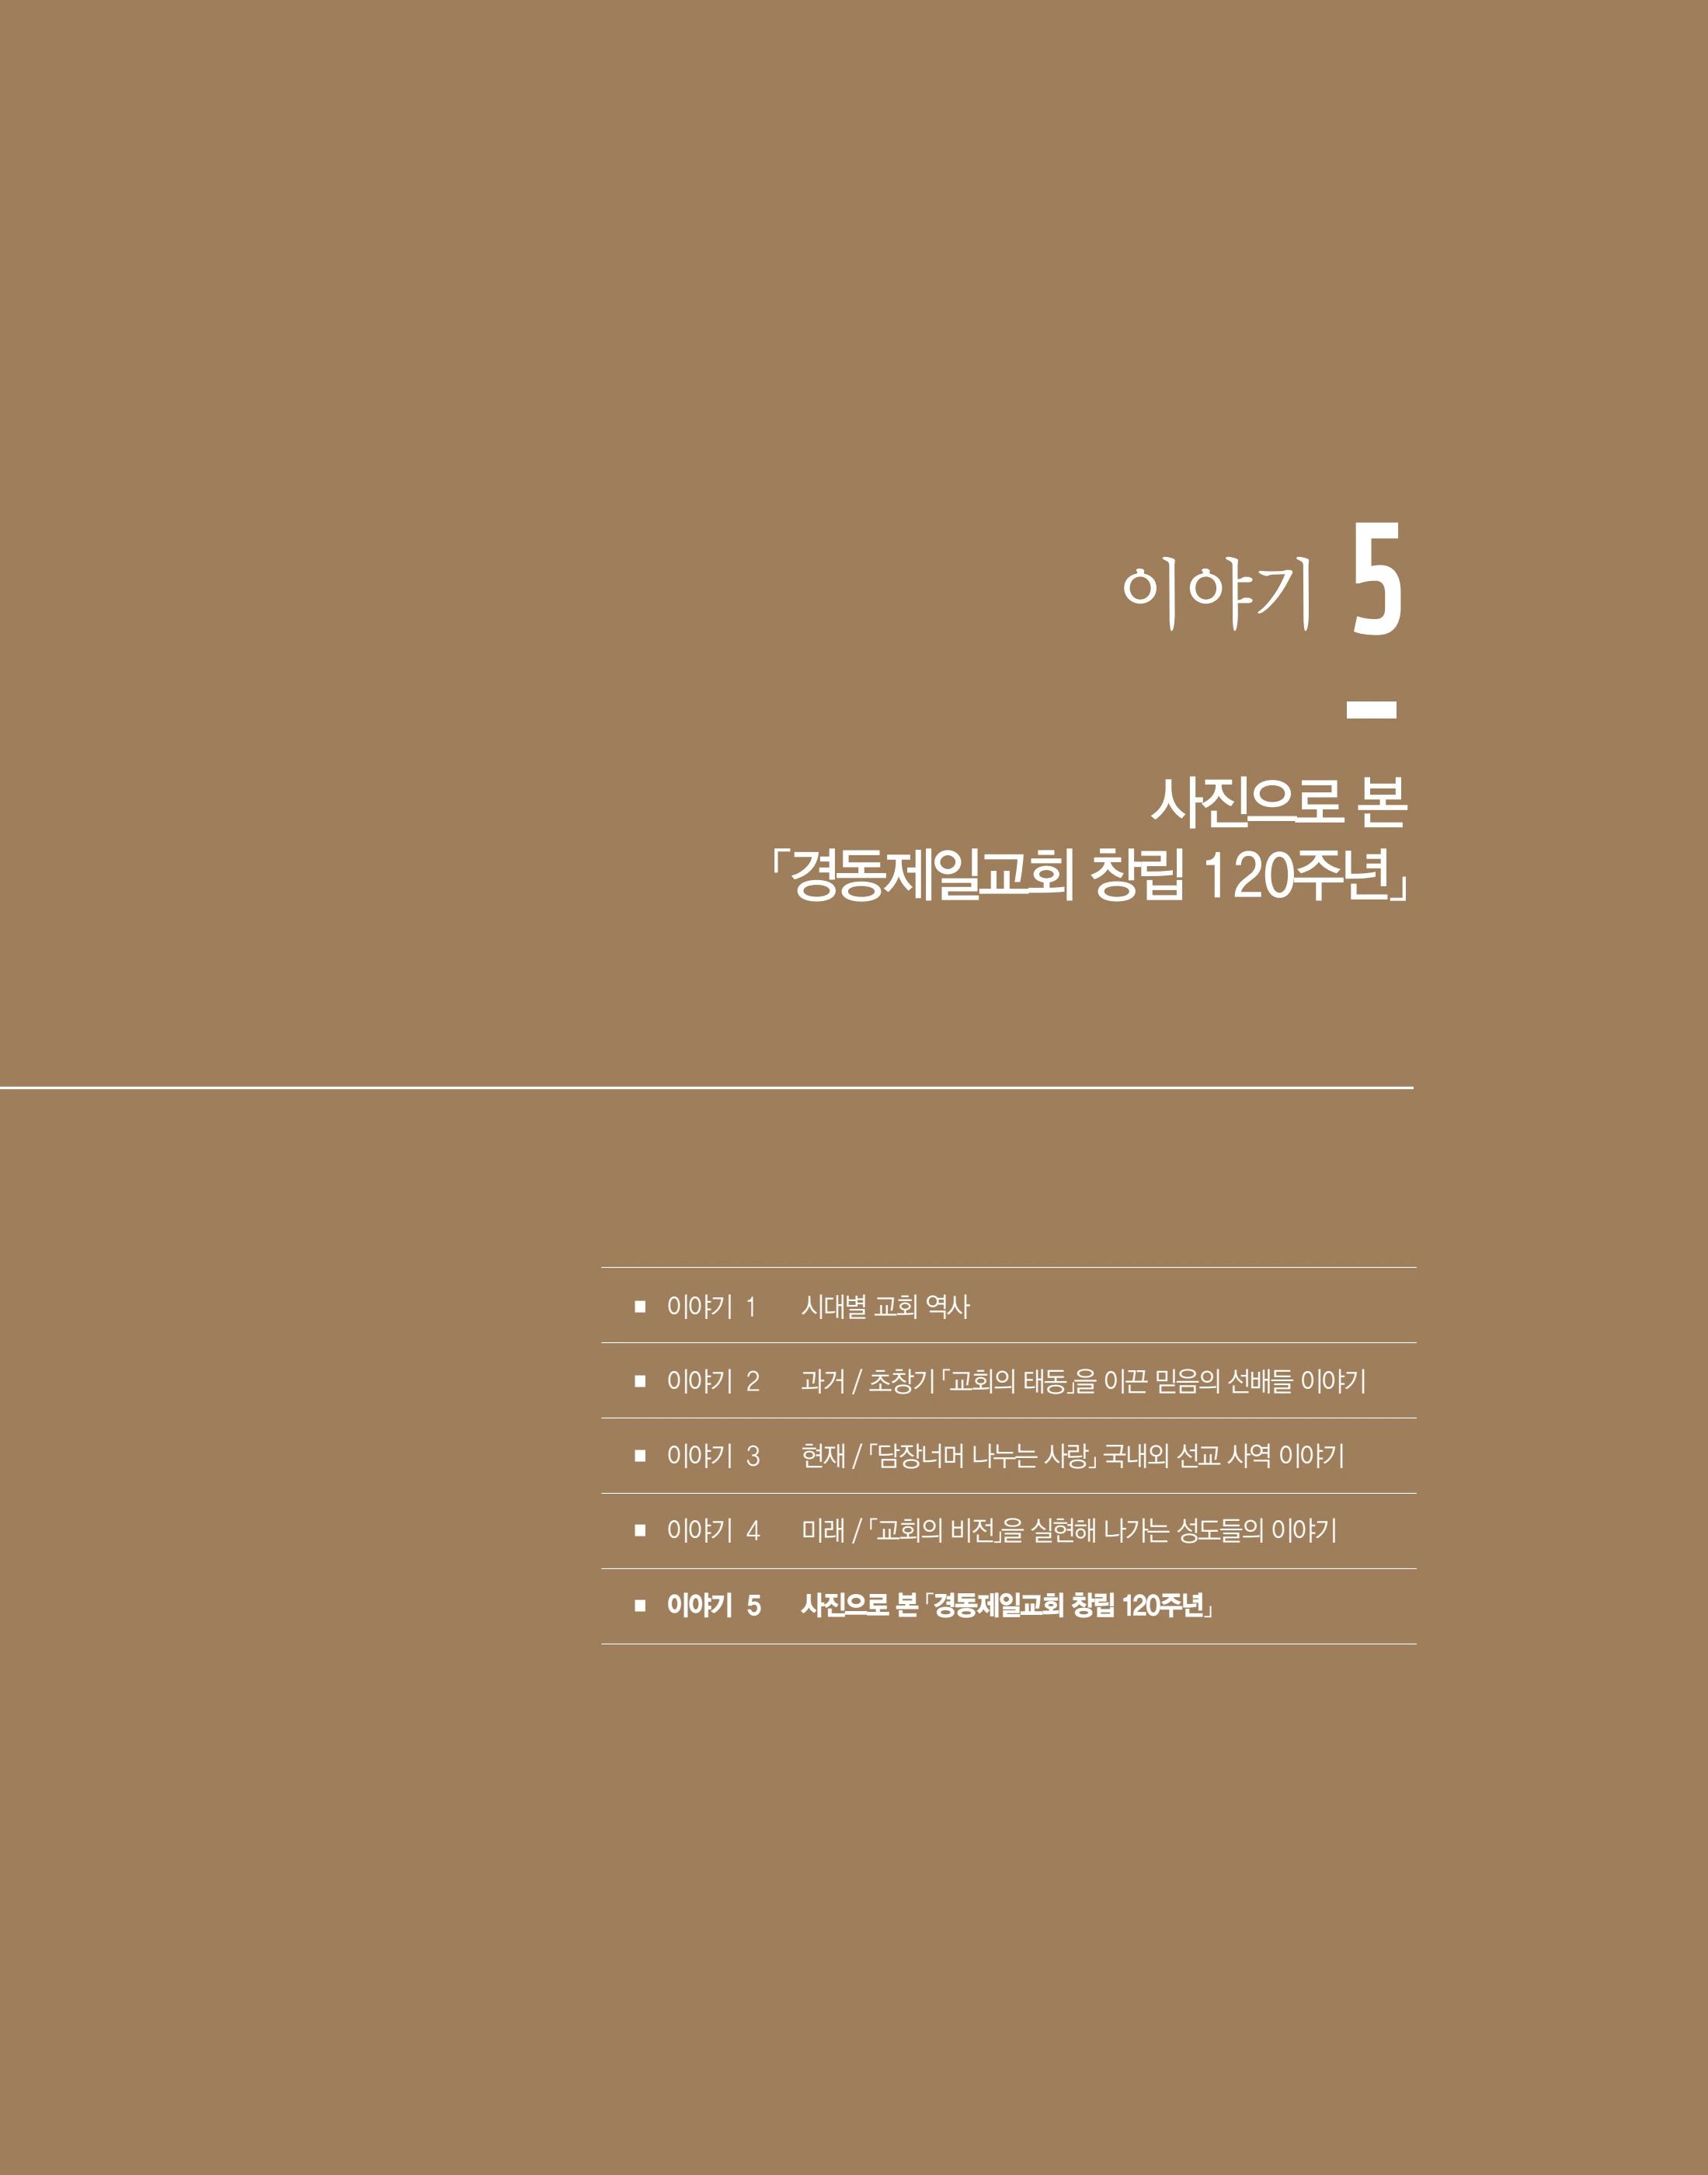 이야기 5
사진으로 본
「경동제일교회 창립 120주년」
■ 이야기 1 시대별 교회 역사
■ 이야기 2 과거 / 초창기 「교회의 태동」을 이끈 믿음의 선배들 이야기
■ 이야기 3 현재 / 「담장너머 나누는 사랑」 국내외 선교 사역 이야기
■ 이야기 4 미래 / 「교회의 비전」을 실현해 나가는 성도들의 이야기
■ 이야기 5 사진으로 본 「경동제일교회 창립 120주년」